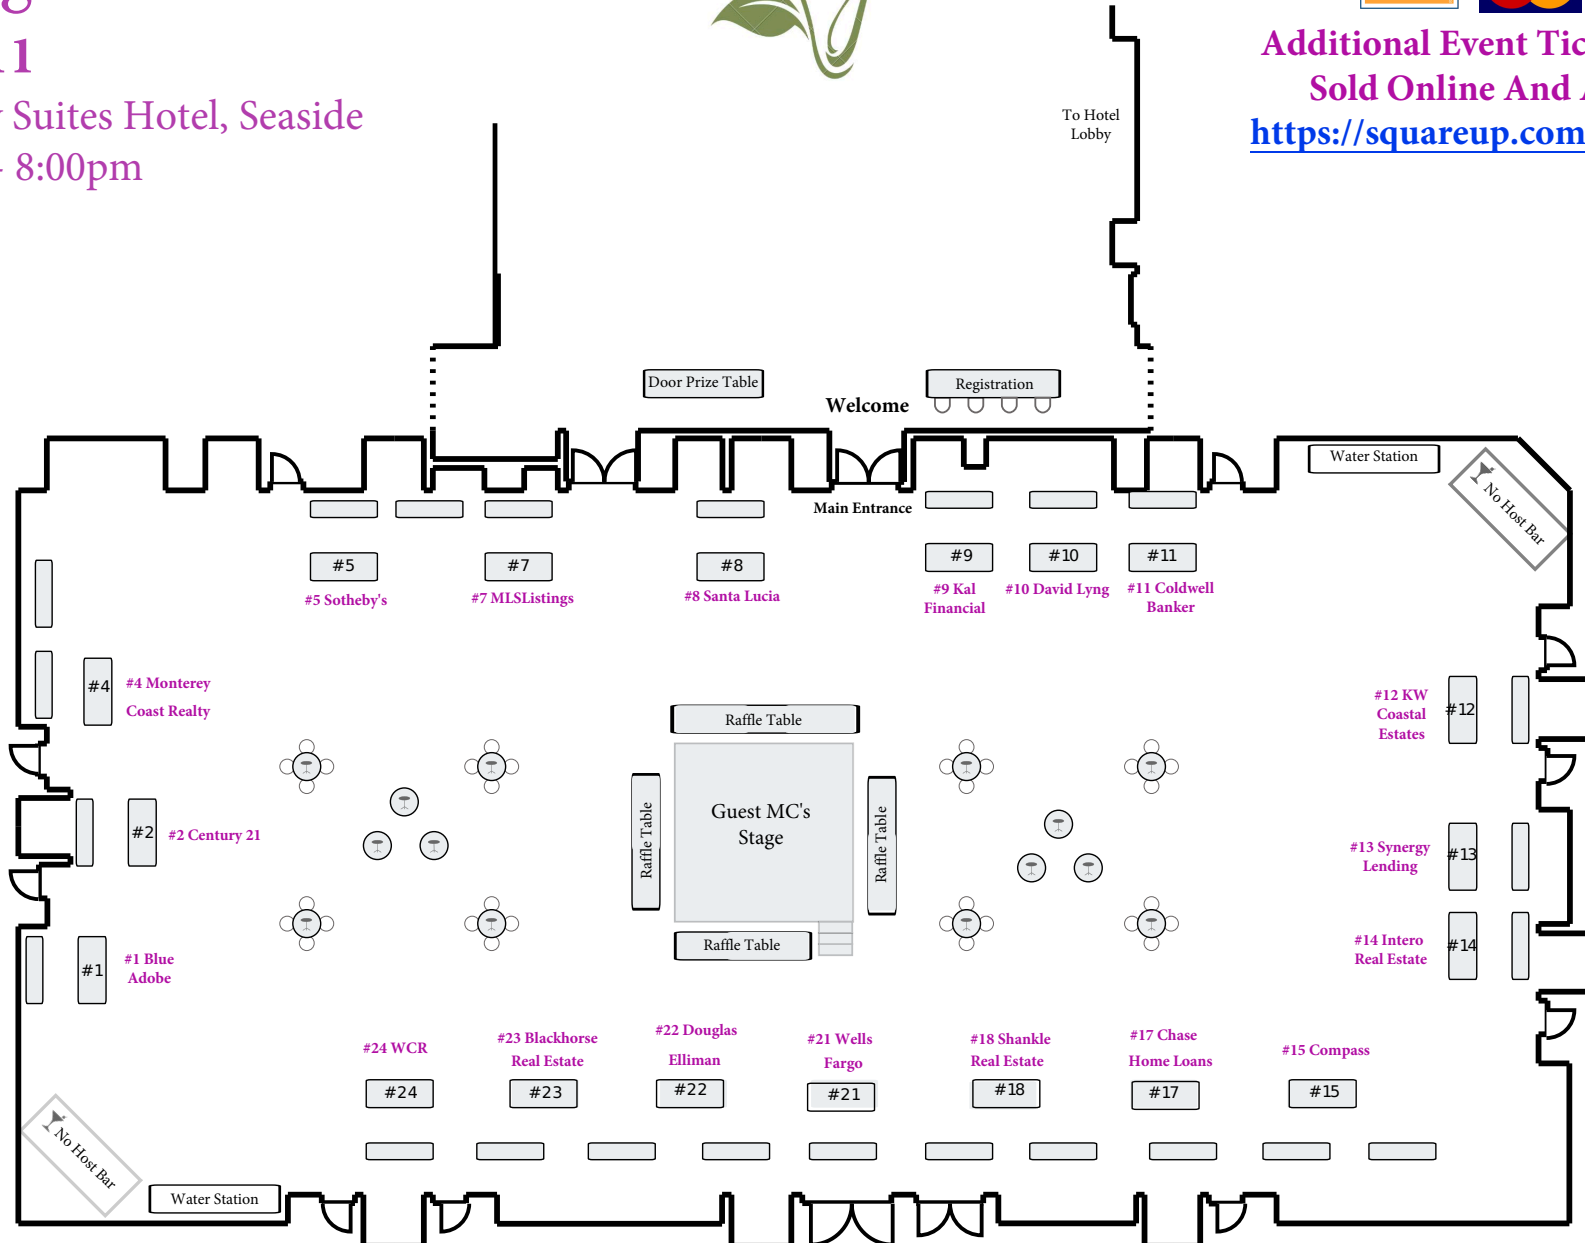 11
Suites Hotel, Seaside
- 8:00pm
Additional Event
Sold Online And
https://squareup.com
To Hotel
Lobby
Door Prize Table
Welcome
Registration
Main Entrance
Water Station
No Host Bar
#5
#7
#8
#9
#10
#11
#5 Sotheby's
#7 MLSListings
#8 Santa Lucia
#9 Kal
Financial
#10 David Lyng
#11 Coldwell
Banker
#4
#4 Monterey
Coast Realty
#12 KW
Coastal
Estates
#12
Raffle Table
Raffle Table
Guest MC's
Stage
Raffle Table
Raffle Table
#2
#2 Century 21
#13 Synergy
Lending
#13
#1
#1 Blue
Adobe
#14 Intero
Real Estate
#14
#24 WCR
#23 Blackhorse
Real Estate
#22 Douglas
Elliman
#21 Wells
Fargo
#18 Shankle
Real Estate
#17 Chase
Home Loans
#15 Compass
#24
#23
#22
#21
#18
#17
#15
No Host Bar
Water Station